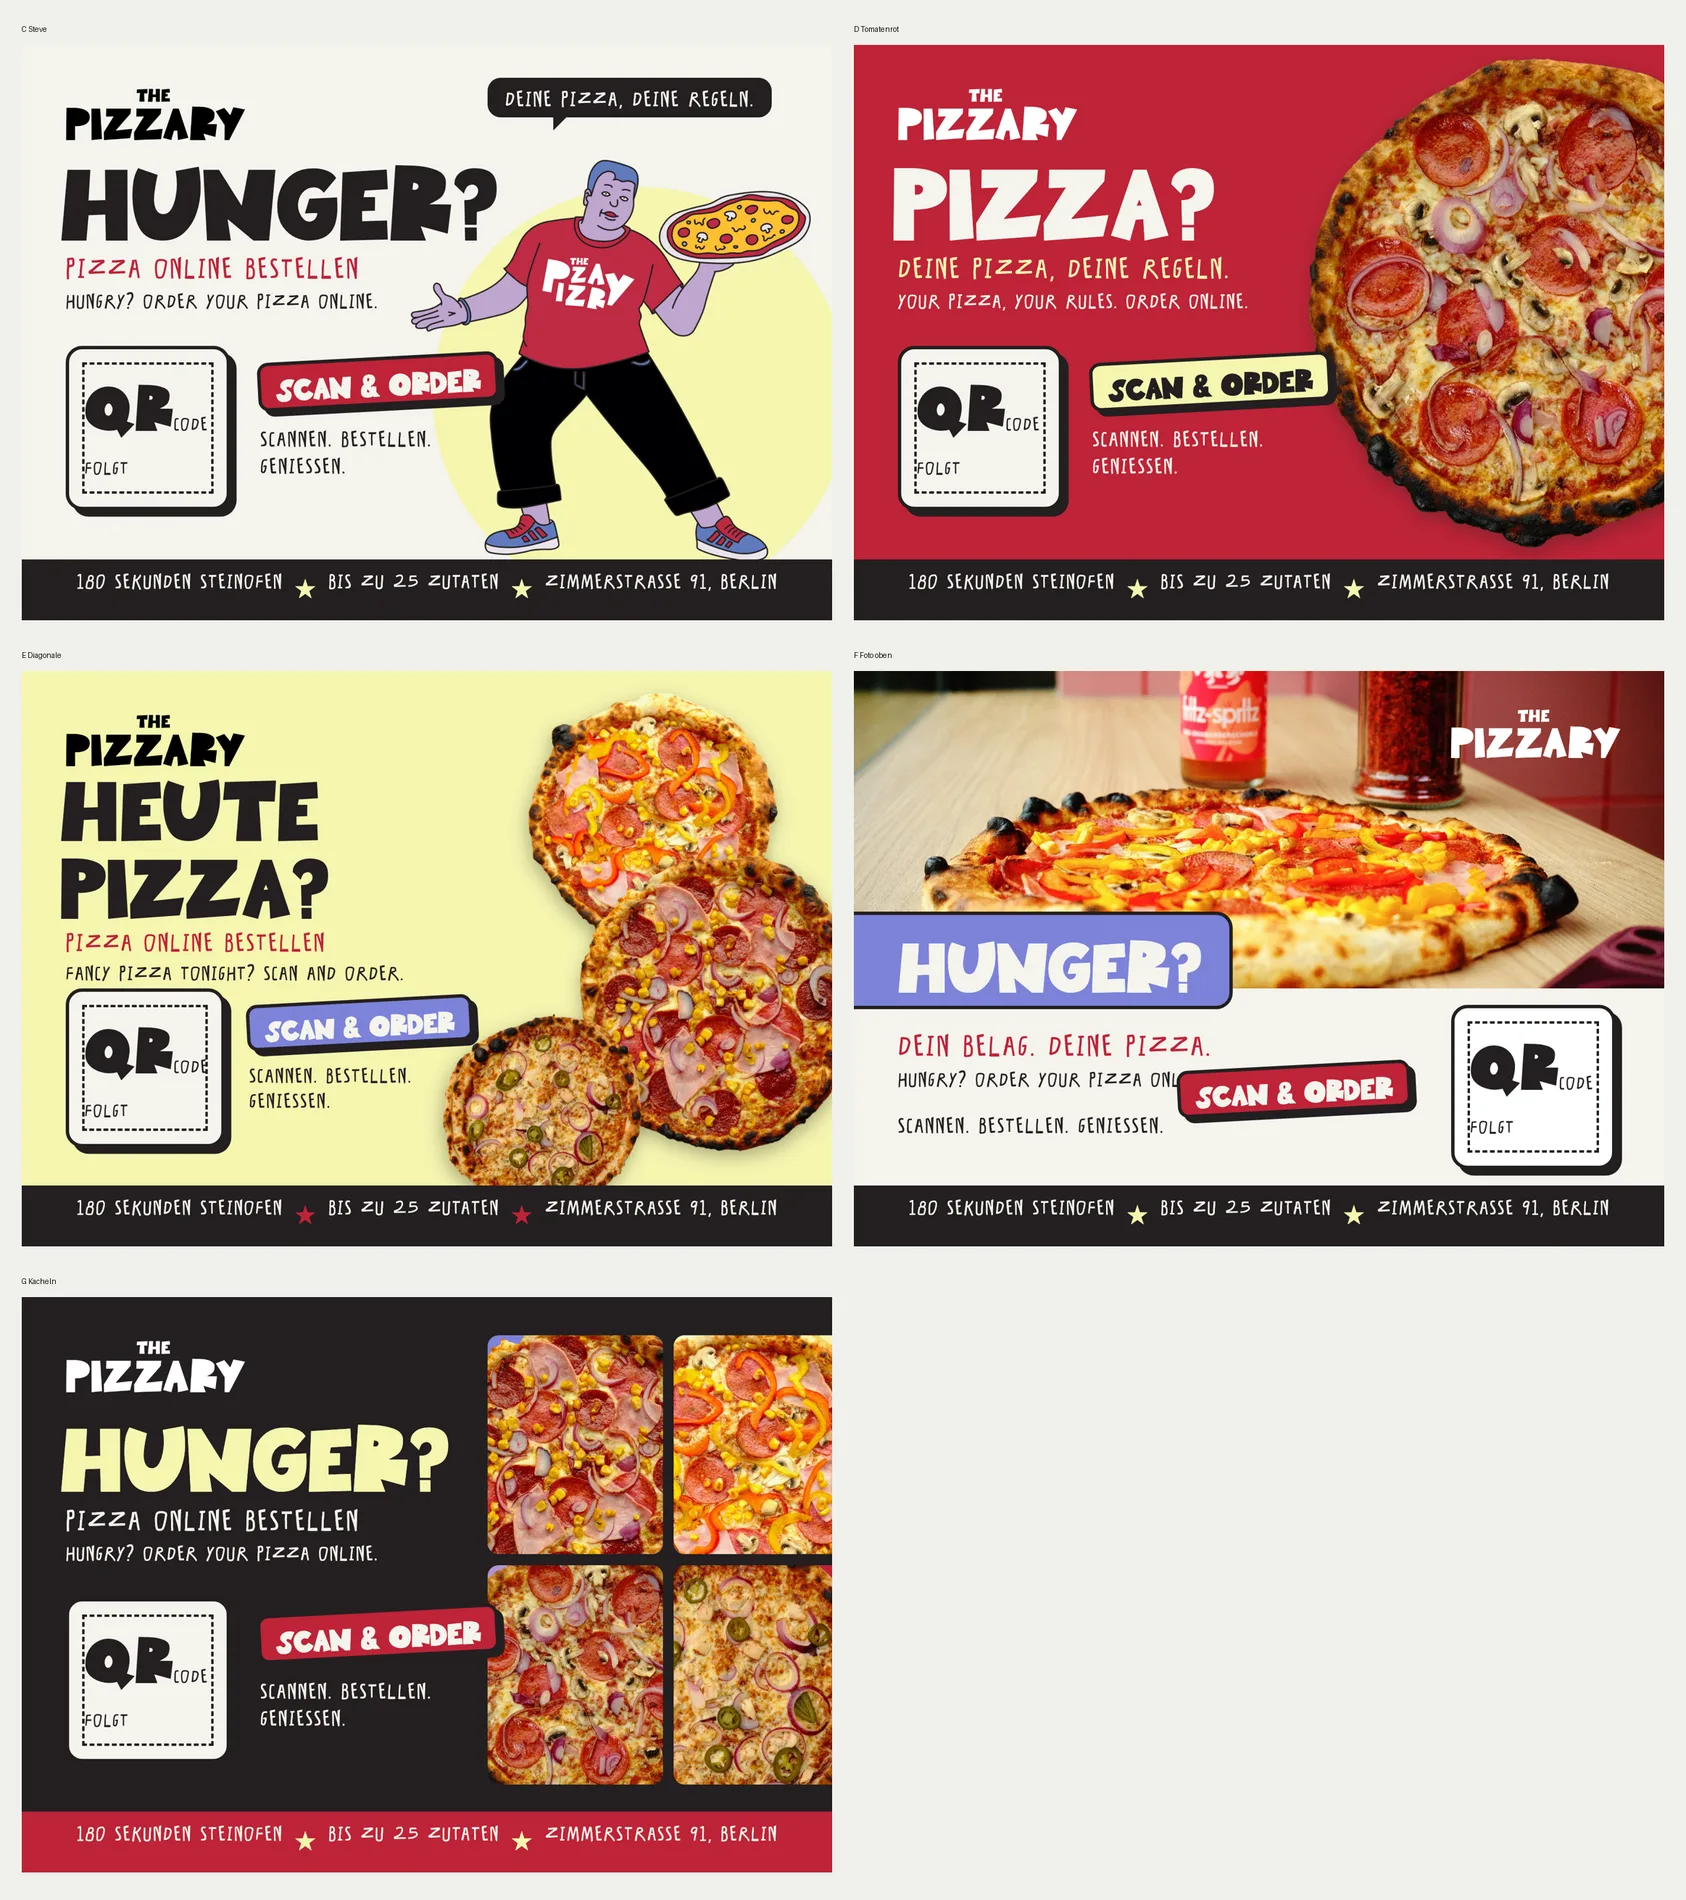 C Steve
THE
PIZZARY
DEINE PIZZA, DEINE REGELN.
HUNGER?
PIZZA ONLINE BESTELLEN
HUNGRY? ORDER YOUR PIZZA ONLINE.
THE
PZAY
IZR
QR CODE
FOLGT
SCAN & ORDER
SCANNEN. BESTELLEN.
GENIESSEN.
180 SEKUNDEN STEINOFEN ★ BIS ZU 25 ZUTATEN ★ ZIMMERSTRASSE 91, BERLIN
D Tomatenrot
THE
PIZZARY
PIZZA?
DEINE PIZZA, DEINE REGELN.
YOUR PIZZA, YOUR RULES. ORDER ONLINE.
QR CODE
FOLGT
SCAN & ORDER
SCANNEN. BESTELLEN.
GENIESSEN.
180 SEKUNDEN STEINOFEN ★ BIS ZU 25 ZUTATEN ★ ZIMMERSTRASSE 91, BERLIN
E Diagonale
THE
PIZZARY
HEUTE
PIZZA?
PIZZA ONLINE BESTELLEN
FANCY PIZZA TONIGHT? SCAN AND ORDER.
QR CODE
FOLGT
SCAN & ORDER
SCANNEN. BESTELLEN.
GENIESSEN.
180 SEKUNDEN STEINOFEN ★ BIS ZU 25 ZUTATEN ★ ZIMMERSTRASSE 91, BERLIN
F Foto oben
fritz-spritz
THE
PIZZARY
HUNGER?
DEIN BELAG. DEINE PIZZA.
HUNGRY? ORDER YOUR PIZZA ONL
SCANNEN. BESTELLEN. GENIESSEN.
SCAN & ORDER
QR CODE
FOLGT
180 SEKUNDEN STEINOFEN ★ BIS ZU 25 ZUTATEN ★ ZIMMERSTRASSE 91, BERLIN
G Kacheln
THE
PIZZARY
HUNGER?
PIZZA ONLINE BESTELLEN
HUNGRY? ORDER YOUR PIZZA ONLINE.
QR CODE
FOLGT
SCAN & ORDER
SCANNEN. BESTELLEN.
GENIESSEN.
180 SEKUNDEN STEINOFEN ★ BIS ZU 25 ZUTATEN ★ ZIMMERSTRASSE 91, BERLIN